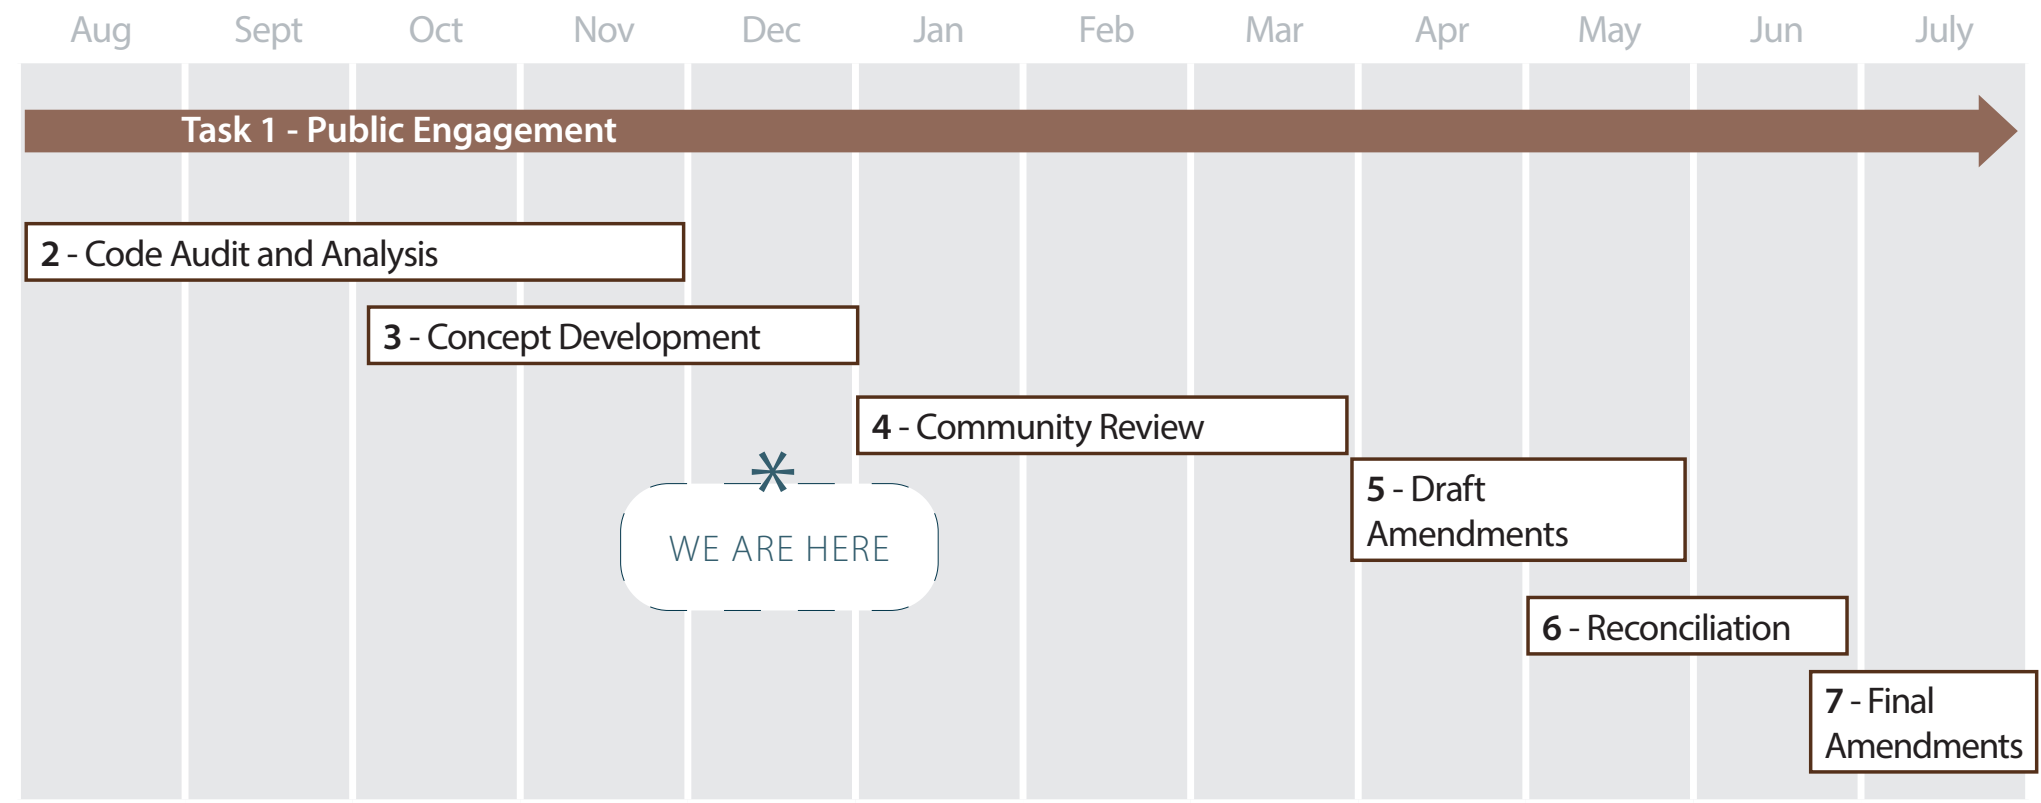 Aug Sept Oct Nov Dec Jan Feb Mar Apr May Jun July
Task 1 - Public Engagement
2 - Code Audit and Analysis
3 - Concept Development
4 - Community Review
*
WE ARE HERE
5 - Draft
Amendments
6 - Reconciliation
7 - Final
Amendments